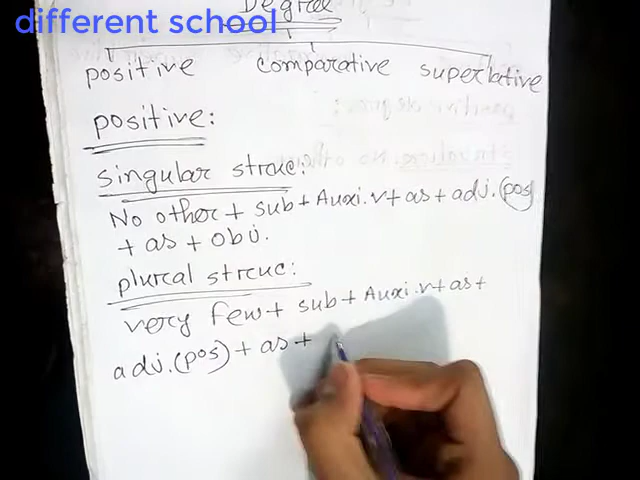 Degree
different school
positive comparative superlative
positive:
singular struc:
No other + sub + Auxi.v + as + adj.(pos)
+ as + obj.
plural struc:
very few + sub + Auxi.v + as +
adj.(pos) + as +